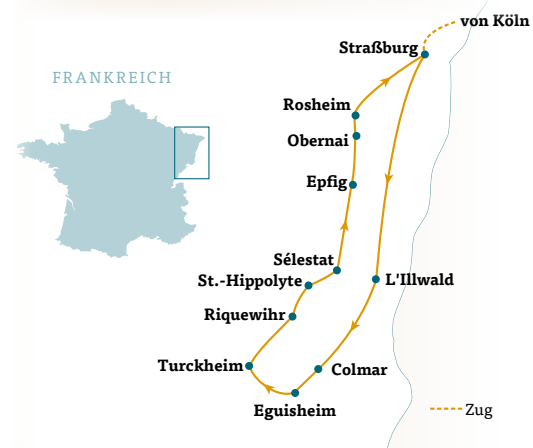 von Köln
Straßburg
FRANKREICH
Rosheim
Obernai
Epfig
Sélestat
St.-Hippolyte
L'Illwald
Riquewihr
Turckheim
Colmar
Eguisheim
Zug